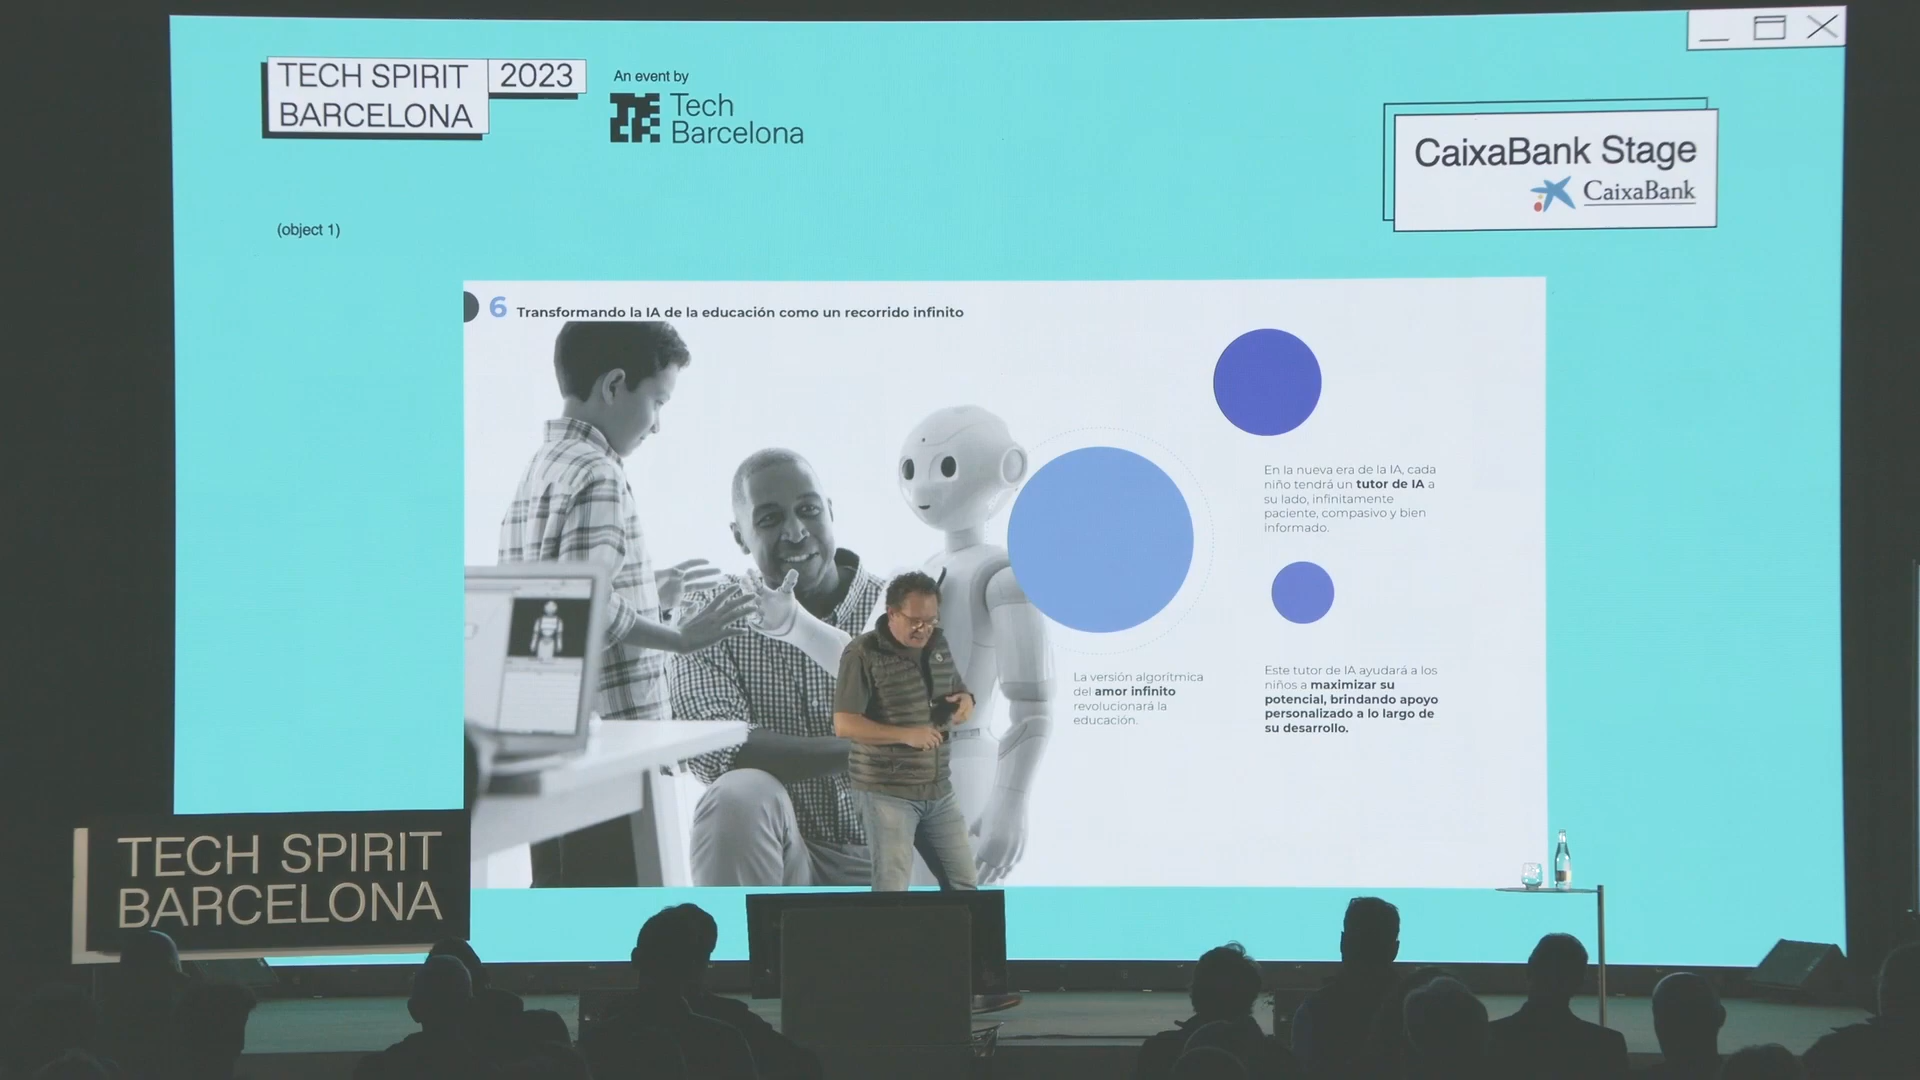 TECH SPIRIT
BARCELONA
2023
An event by
Tech
Barcelona
CaixaBank Stage
CaixaBank
(object 1)
6 Transformando la IA de la educación como un recorrido infinito
En la nueva era de la IA, cada
niño tendrá un tutor de IA a
su lado, infinitamente
paciente, compasivo y bien
informado.
La versión algorítmica
del amor infinito
revolucionará la
educación.
Este tutor de IA ayudará a los
niños a maximizar su
potencial, brindando apoyo
personalizado a lo largo de
su desarrollo.
TECH SPIRIT
BARCELONA